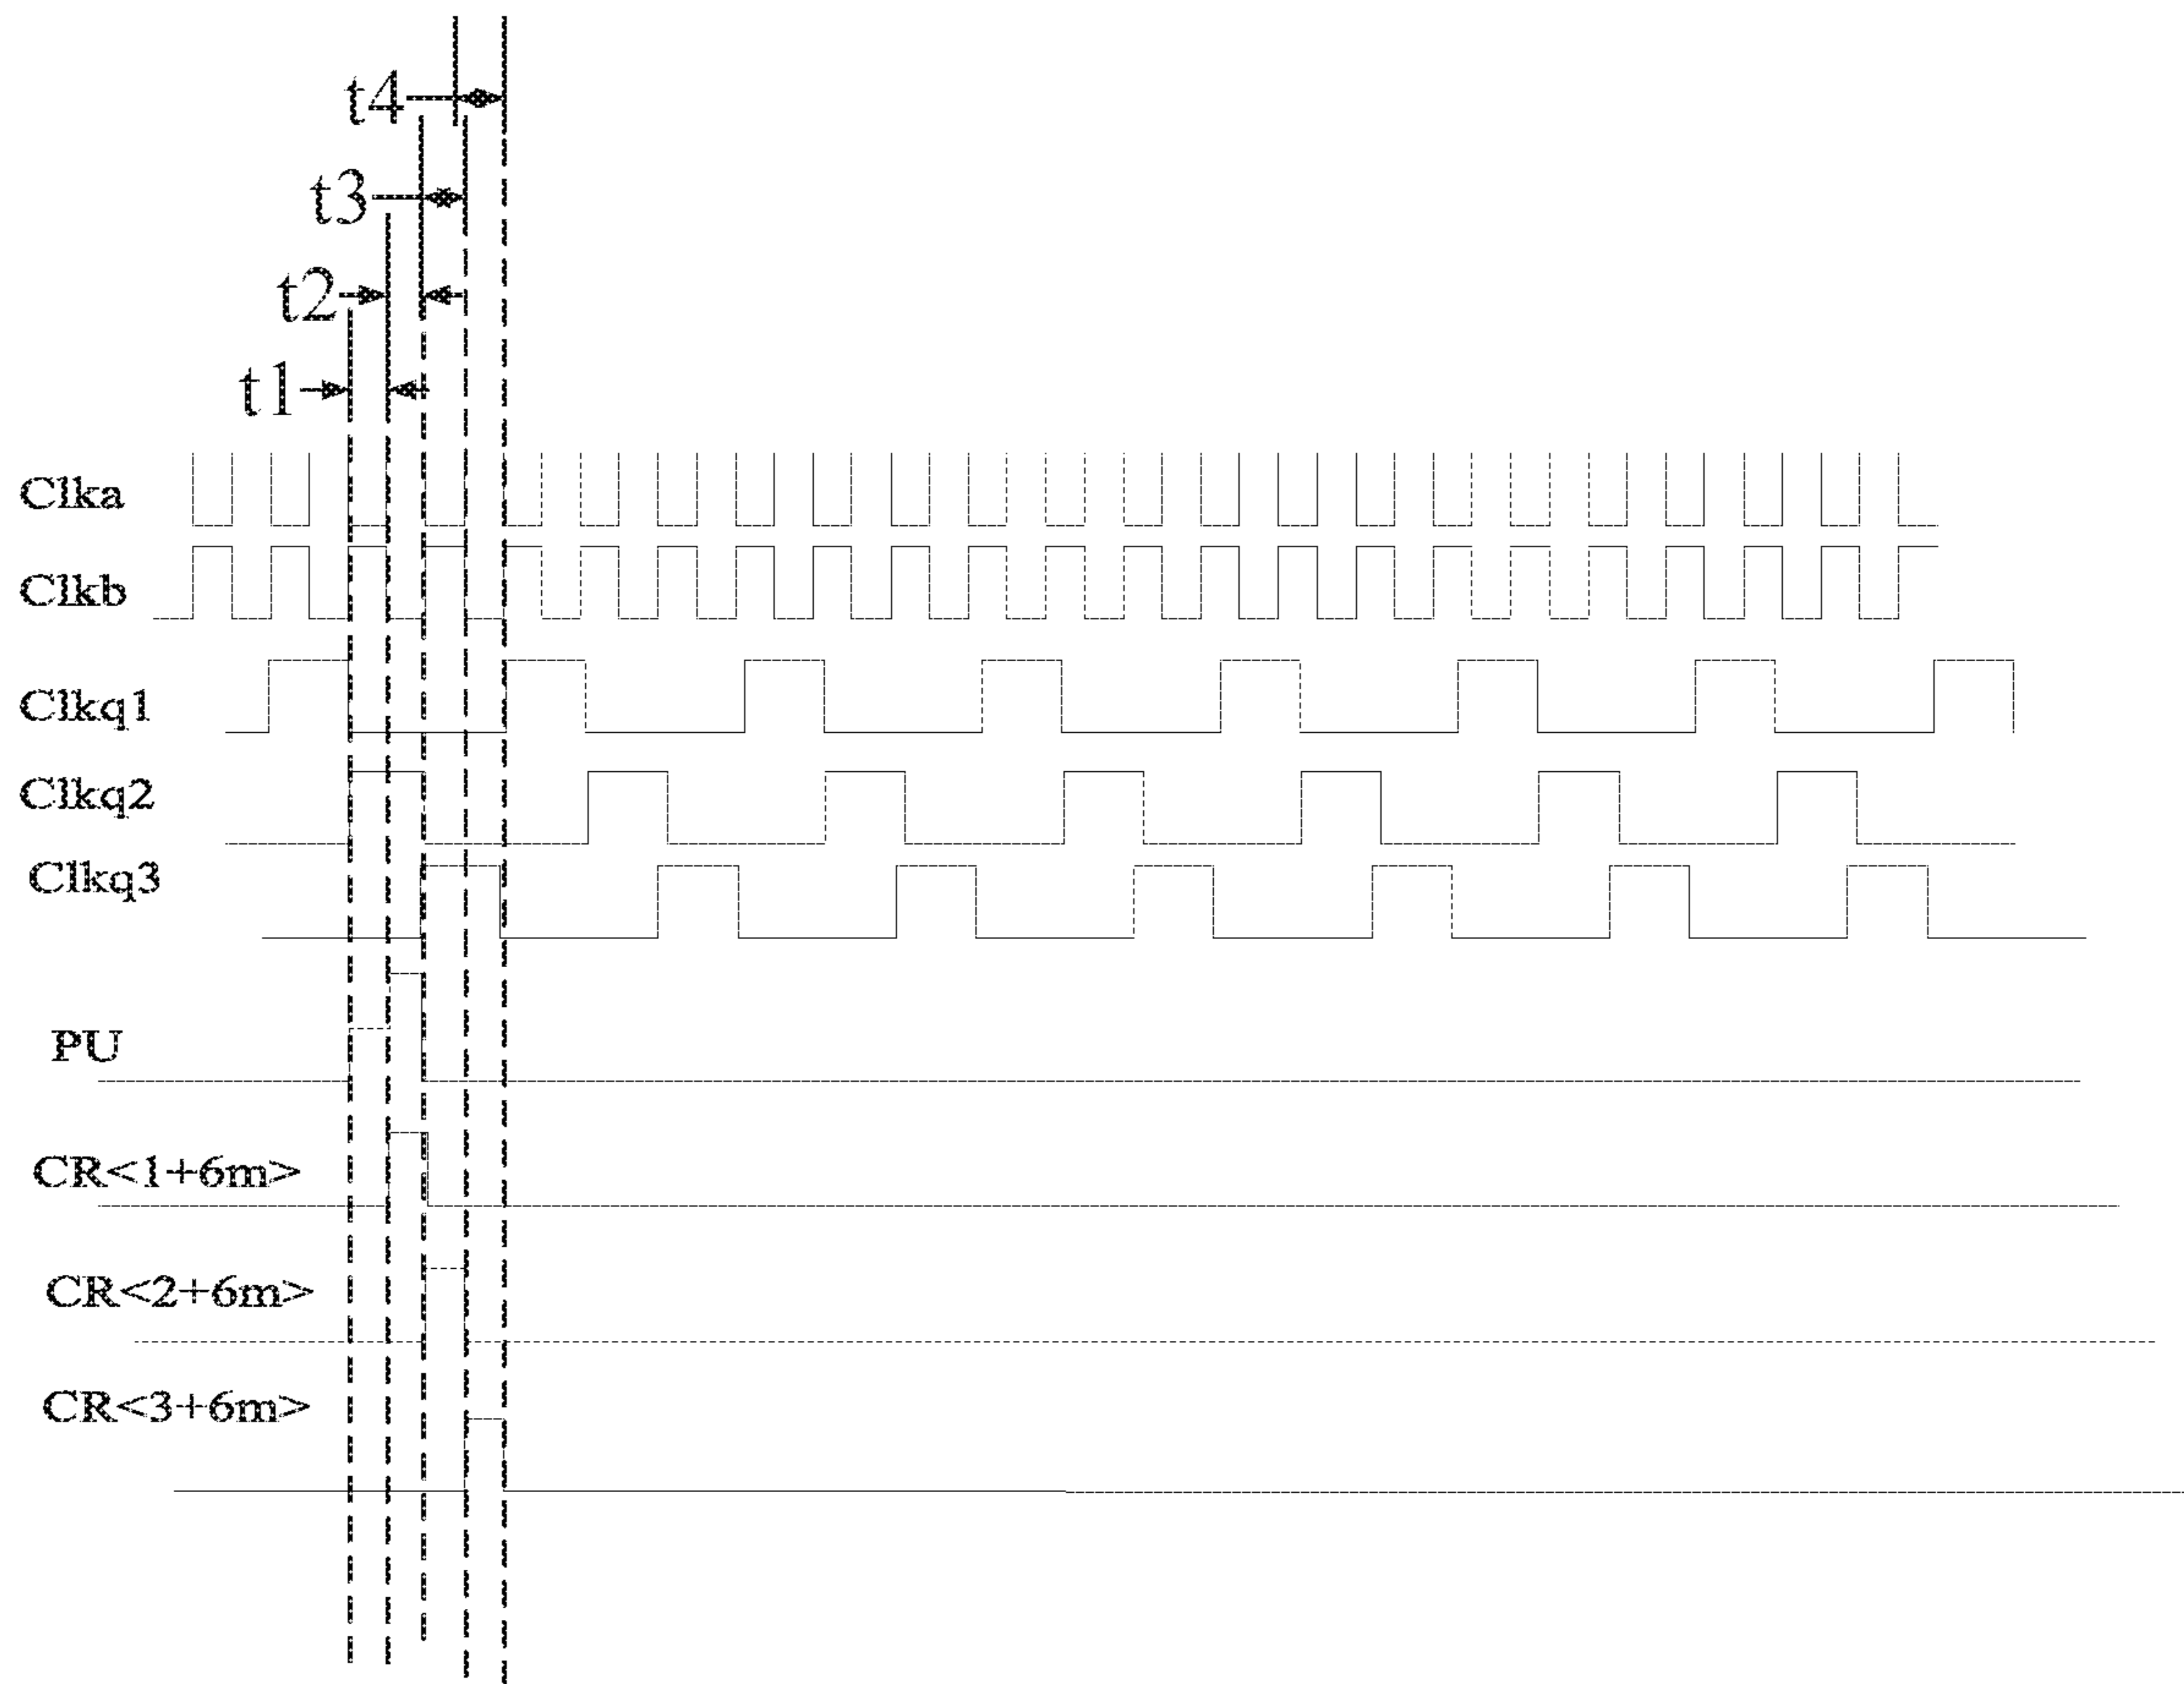 t4
t3
t2
t1
Clka
Clkb
Clkq1
Clkq2
Clkq3
PU
CR<1+6m>
CR<2+6m>
CR<3+6m>